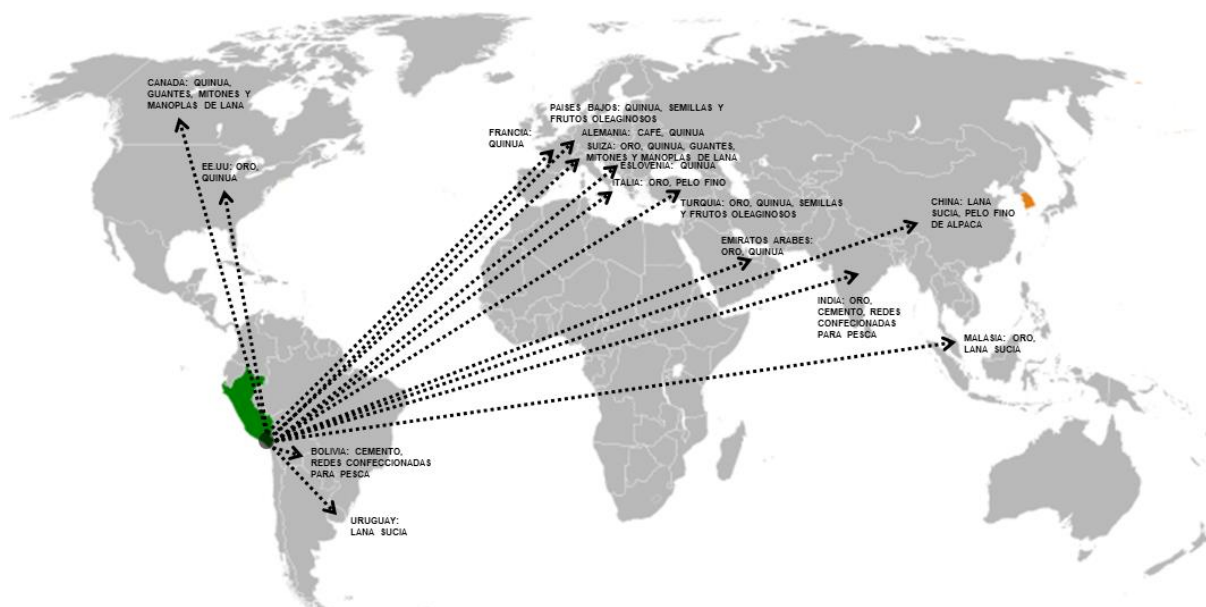 CANADA: QUINUA,
GUANTES, MITONES Y
MANOPLAS DE LANA
EE.UU: ORO,
QUINUA
PAISES BAJOS: QUINUA, SEMILLAS Y
FRUTOS OLEAGINOSOS
FRANCIA:
QUINUA
ALEMANIA: CAFÉ, QUINUA
SUIZA: ORO, QUINUA, GUANTES,
MITONES Y MANOPLAS DE LANA
ESLOVENIA: QUINUA
ITALIA: ORO, PELO FINO
TURQUIA: ORO, QUINUA, SEMILLAS
Y FRUTOS OLEAGINOSOS
CHINA: LANA
SUCIA, PELO FINO
DE ALPACA
EMIRATOS ARABES:
ORO, QUINUA
INDIA: ORO,
CEMENTO, REDES
CONFECIONADAS
PARA PESCA
MALASIA: ORO,
LANA SUCIA
BOLIVIA: CEMENTO,
REDES CONFECCIONADAS
PARA PESCA
URUGUAY:
LANA SUCIA